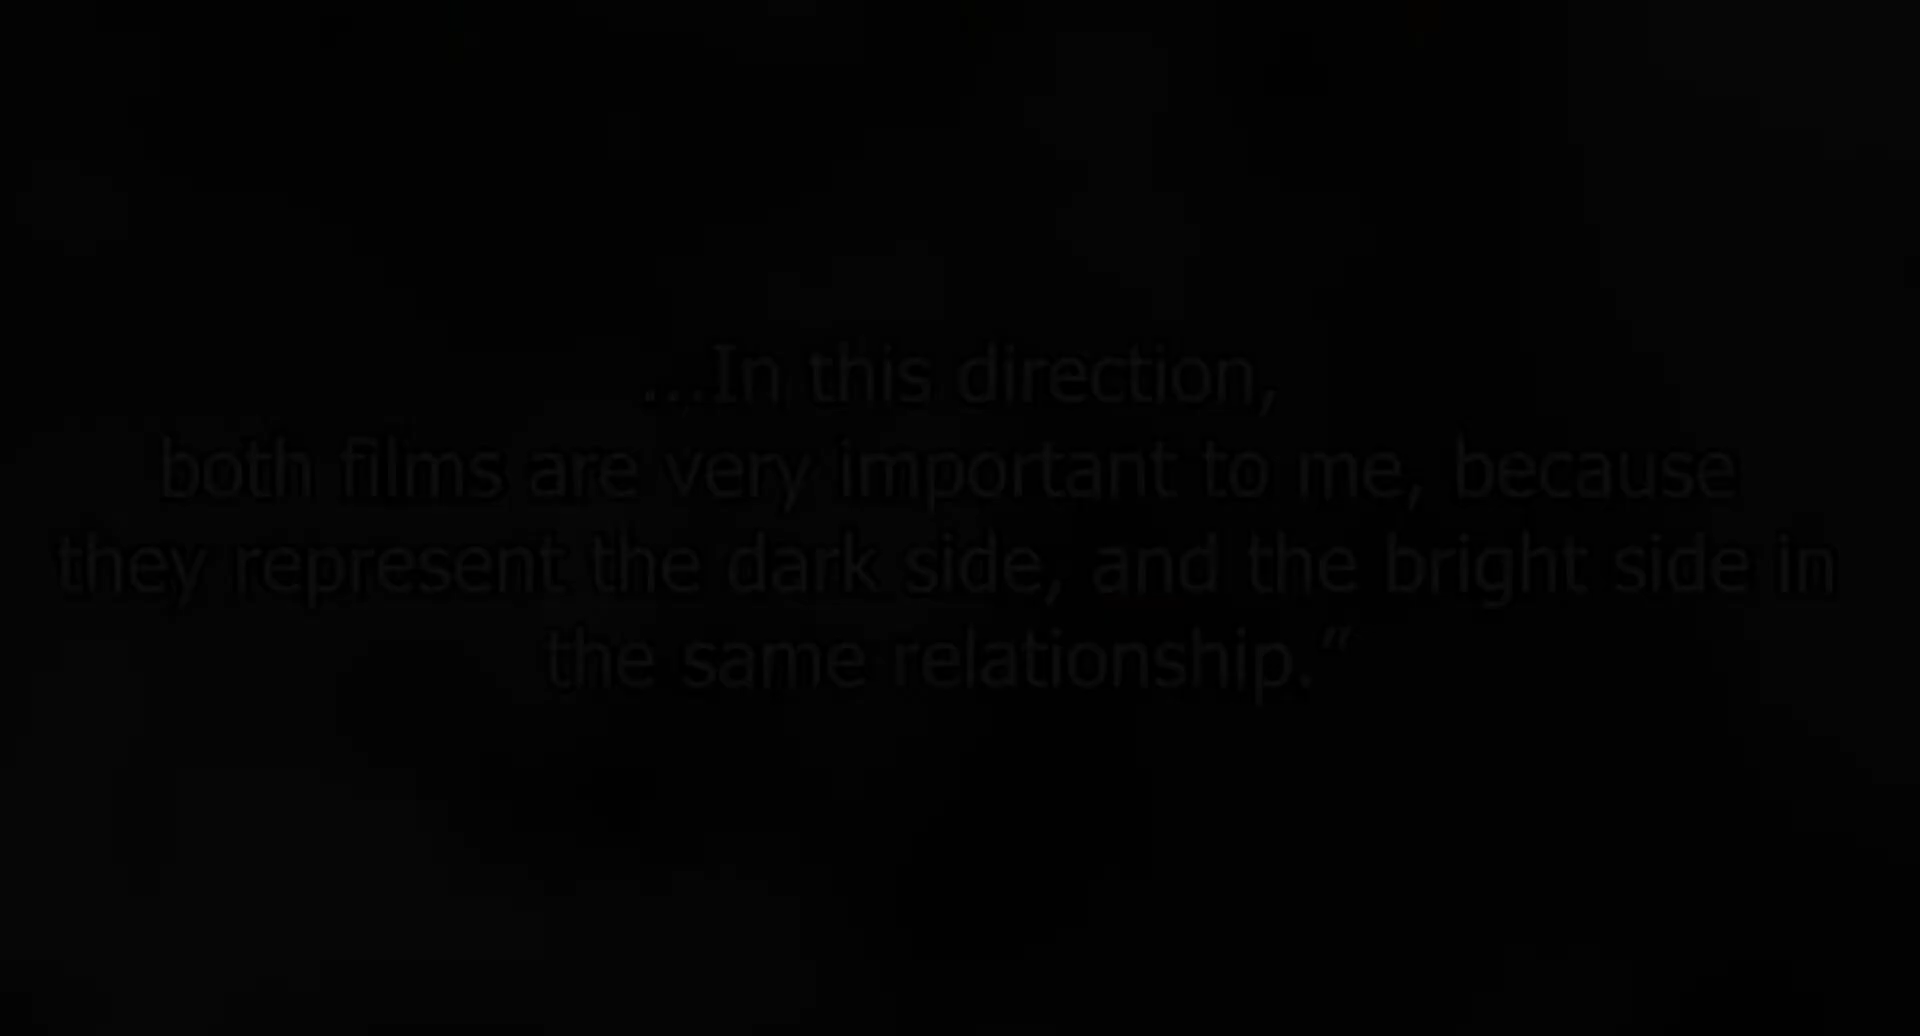 ...In this direction,
both films are very important to me, because
they represent the dark side, and the bright side in
the same relationship.”